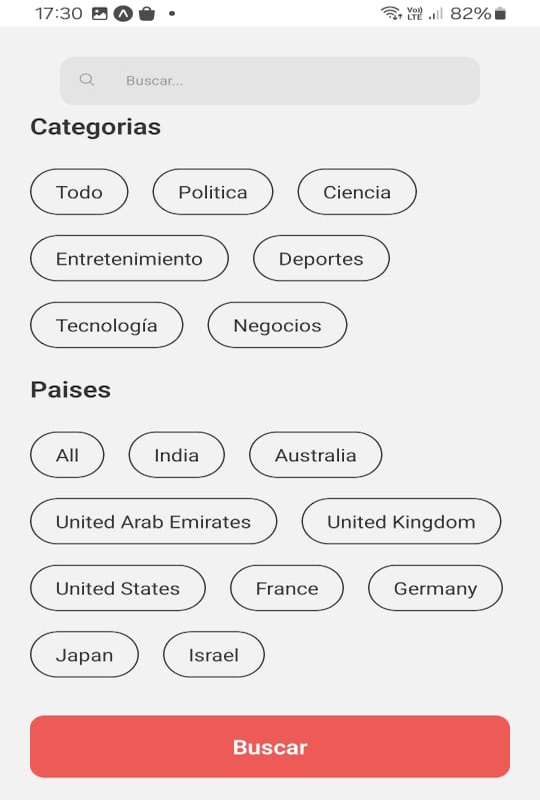 17:30 Vo) LTE 82%
Buscar...
Categorias
Todo Politica Ciencia
Entretenimiento Deportes
Tecnología Negocios
Paises
All India Australia
United Arab Emirates United Kingdom
United States France Germany
Japan Israel
Buscar